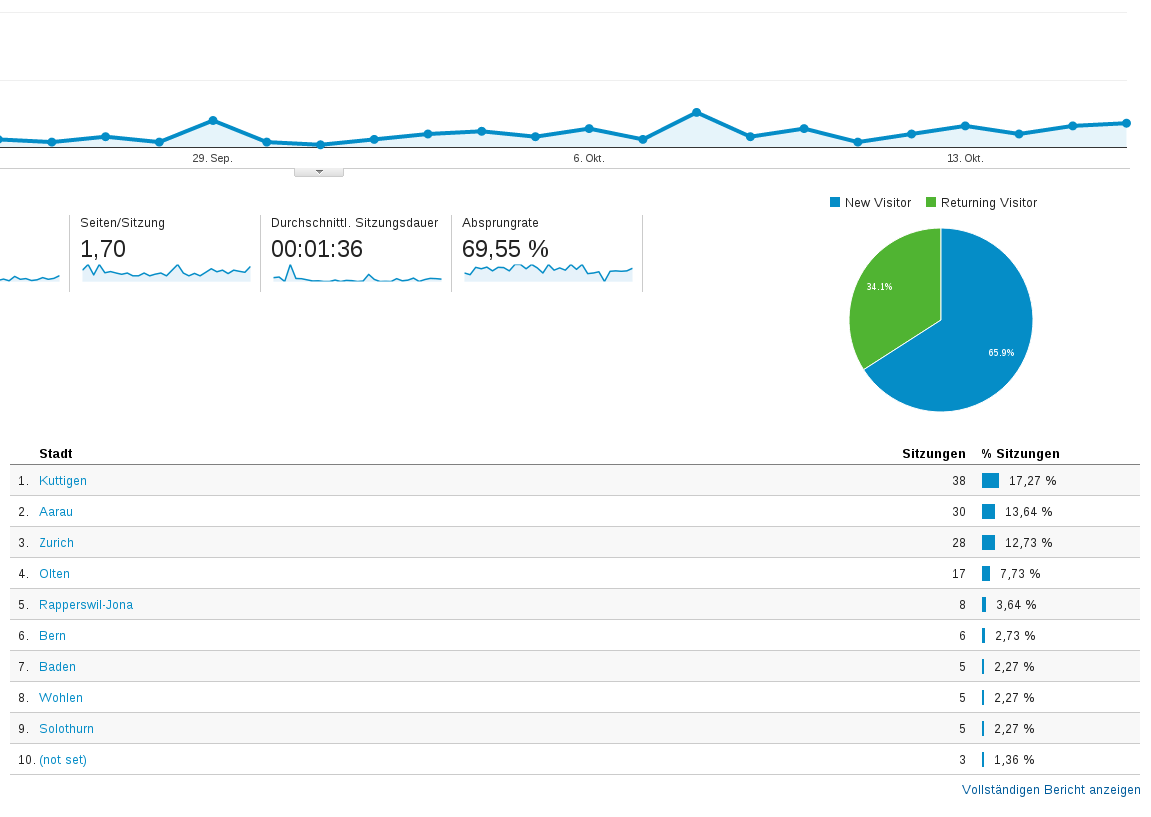 29. Sep.
6. Okt.
13. Okt.
New Visitor
Returning Visitor
Seiten/Sitzung
1,70
Durchschnittl. Sitzungsdauer
00:01:36
Absprungrate
69,55 %
34.1%
65.9%
Stadt Sitzungen % Sitzungen
1. Kuttigen 38 17,27 %
2. Aarau 30 13,64 %
3. Zurich 28 12,73 %
4. Olten 17 7,73 %
5. Rapperswil-Jona 8 3,64 %
6. Bern 6 2,73 %
7. Baden 5 2,27 %
8. Wohlen 5 2,27 %
9. Solothurn 5 2,27 %
10. (not set) 3 1,36 %
Vollständigen Bericht anzeigen